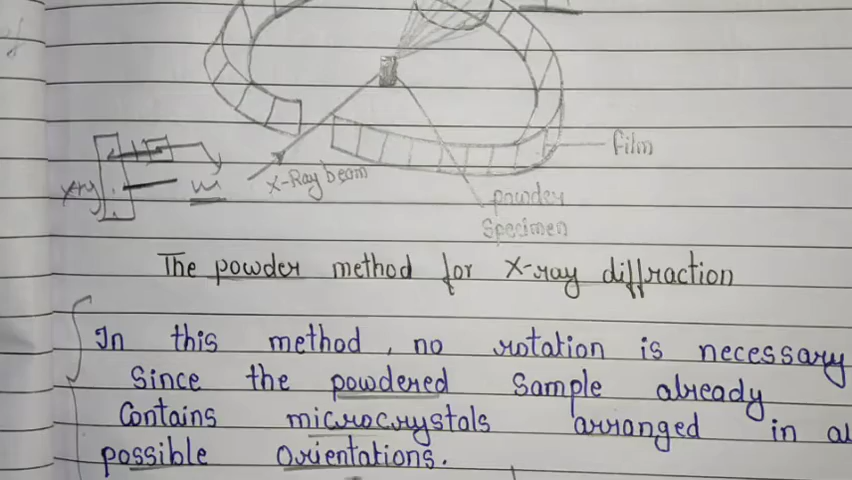 film
X-Ray beam
powder
specimen
The powder method for X-ray diffraction
In this method, no rotation is necessary
Since the powdered sample already
Contains microcrystals arranged in al
possible orientations.